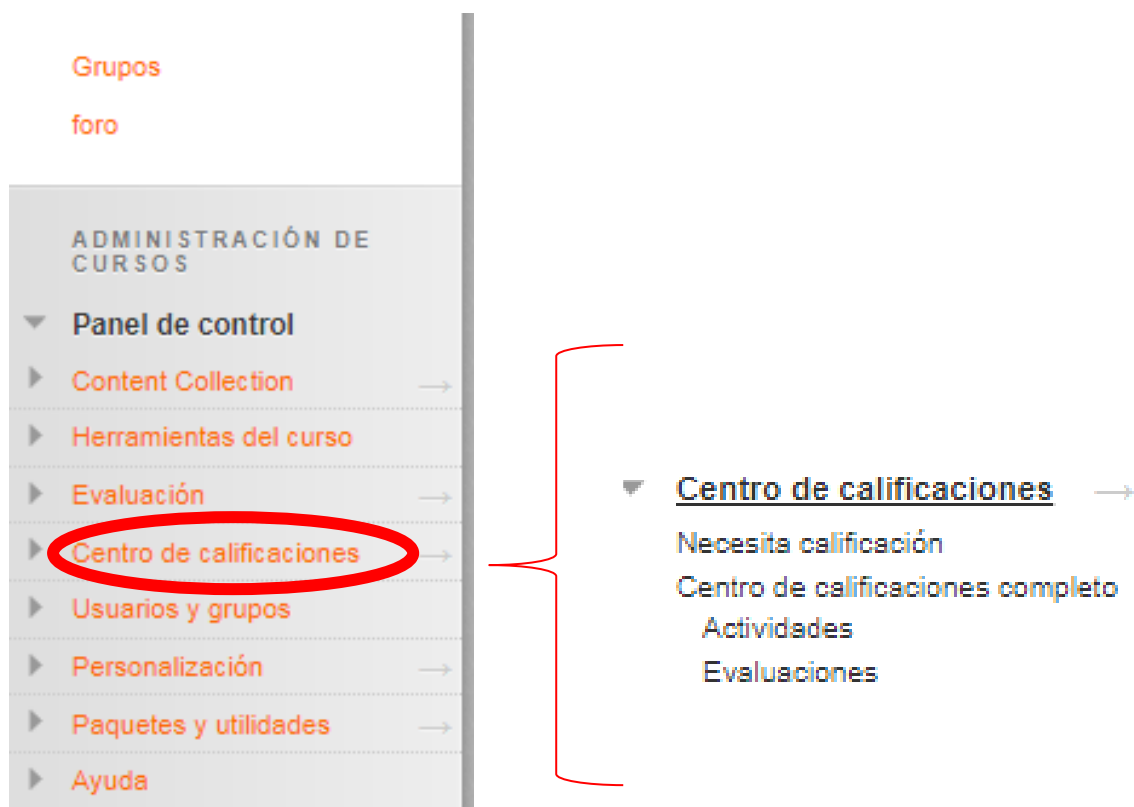 Grupos
foro
ADMINISTRACIÓN DE
CURSOS
Panel de control
Content Collection
Herramientas del curso
Evaluación
Centro de calificaciones
Usuarios y grupos
Personalización
Paquetes y utilidades
Ayuda
Centro de calificaciones
Necesita calificación
Centro de calificaciones completo
Actividades
Evaluaciones